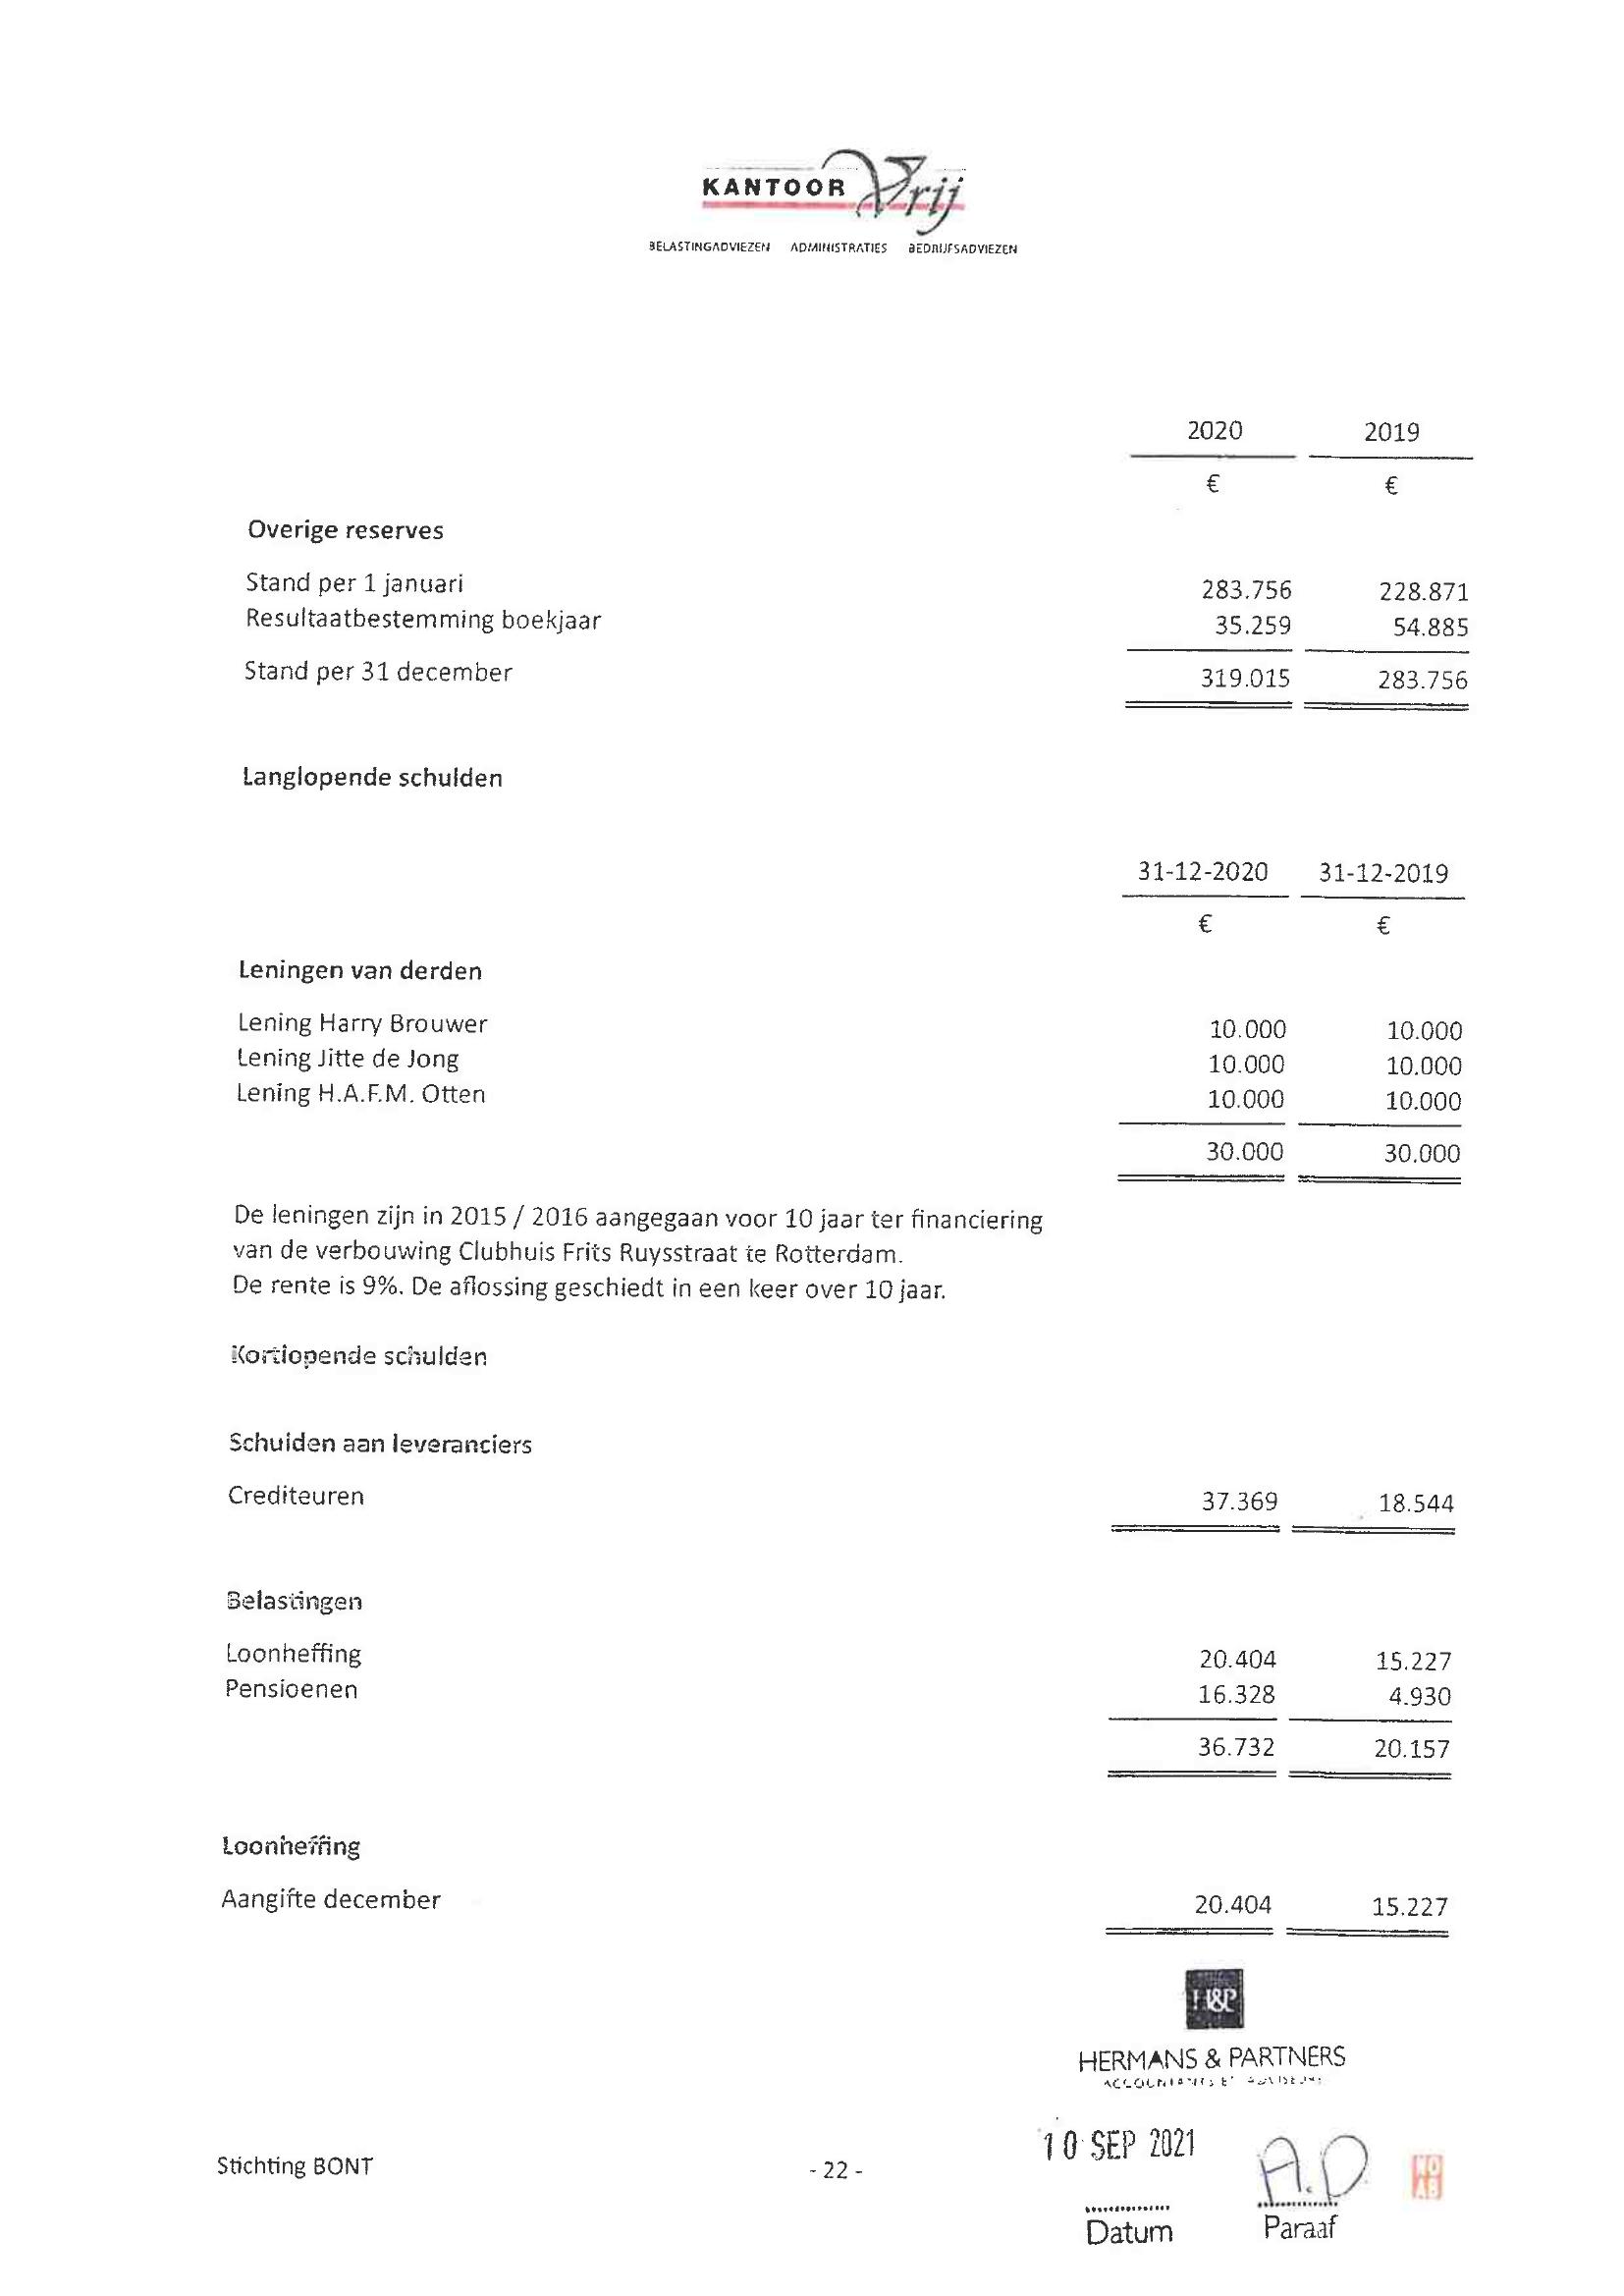 KANTOOR Vrij
BELASTINGADVIEZEN ADMINISTRATIES BEDRIJFSADVIEZEN
2020 2019
€ €
Overige reserves
Stand per 1 januari 283.756 228.871
Resultaatbestemming boekjaar 35.259 54.885
Stand per 31 december 319.015 283.756
Langlopende schulden
31-12-2020 31-12-2019
€ €
Leningen van derden
Lening Harry Brouwer 10.000 10.000
Lening Jitte de Jong 10.000 10.000
Lening H.A.F.M. Otten 10.000 10.000
30.000 30.000
De leningen zijn in 2015 / 2016 aangegaan voor 10 jaar ter financiering
van de verbouwing Clubhuis Frits Ruysstraat te Rotterdam.
De rente is 9%. De aflossing geschiedt in een keer over 10 jaar.
Kortlopende schulden
Schulden aan leveranciers
Crediteuren 37.369 18.544
Belastingen
Loonheffing 20.404 15.227
Pensioenen 16.328 4.930
36.732 20.157
Loonheffing
Aangifte december 20.404 15.227
H&P
HERMANS & PARTNERS
ACCOUNTANTS
10 SEP 2021
A.D
Stichting BONT - 22 -
NO
AB
Datum Paraaf